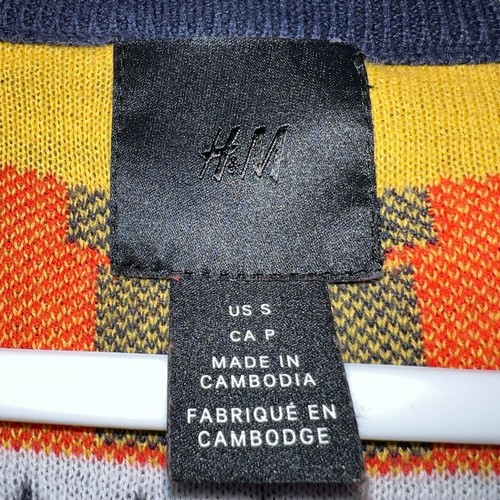 H&M
US S
CA P
MADE IN
CAMBODIA
FABRIQUÉ EN
CAMBODGE